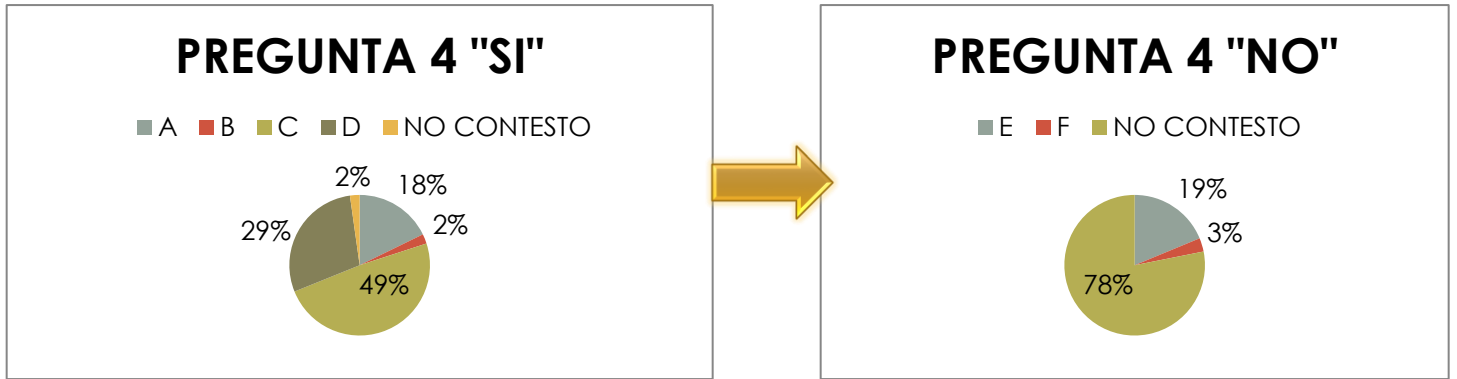 PREGUNTA 4 "SI"
A B C D NO CONTESTO
2% 18%
2%
29%
49%
PREGUNTA 4 "NO"
E F NO CONTESTO
19%
3%
78%